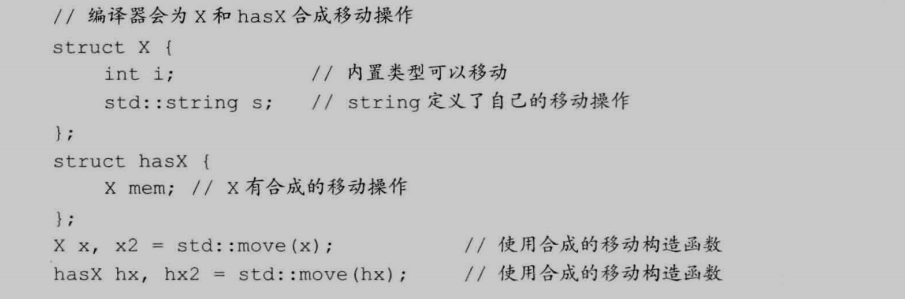 // 编译器会为 X 和 hasX 合成移动操作
struct X {
    int i;             // 内置类型可以移动
    std::string s;   // string 定义了自己的移动操作
};
struct hasX {
    X mem; // X 有合成的移动操作
};
X x, x2 = std::move(x);             // 使用合成的移动构造函数
hasX hx, hx2 = std::move(hx);     // 使用合成的移动构造函数